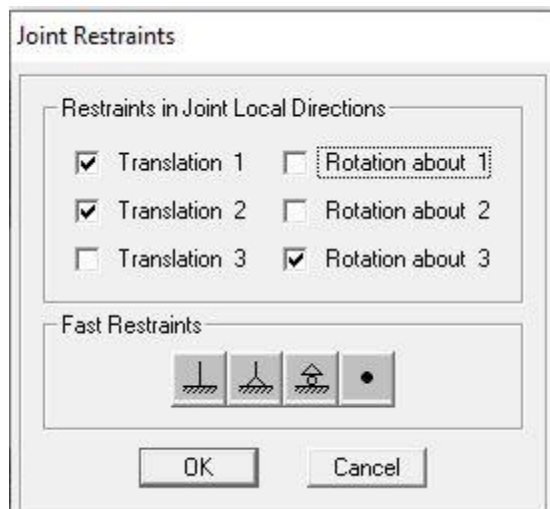 Joint Restraints
Restraints in Joint Local Directions
Translation 1 Rotation about 1
Translation 2 Rotation about 2
Translation 3 Rotation about 3
Fast Restraints
OK Cancel